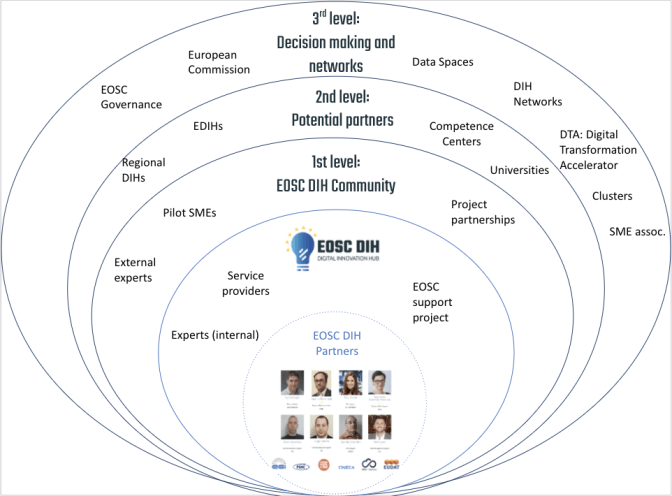 3rd level:
Decision making and
networks
European
Commission
Data Spaces
EOSC
Governance
DIH
Networks
2nd level:
Potential partners
EDIHs
Competence
Centers
DTA: Digital
Transformation
Accelerator
Regional
DIHs
Universities
Clusters
1st level:
EOSC DIH Community
Pilot SMEs
Project
partnerships
SME assoc.
EOSC DIH
DIGITAL INNOVATION HUB
External
experts
Service
providers
EOSC
support
project
Experts (internal)
EOSC DIH
Partners
CINECA
EUDAT